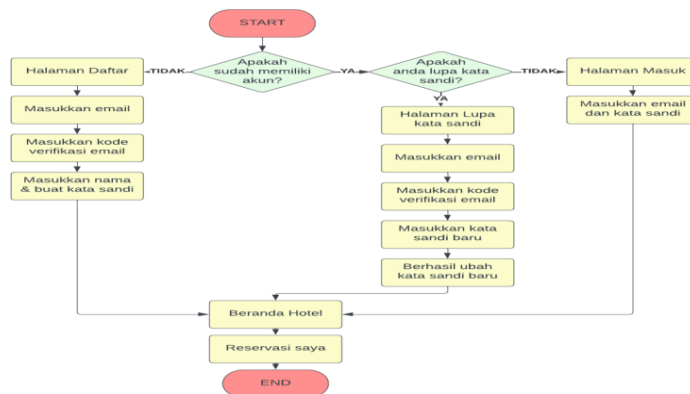 START
Apakah
sudah memiliki
akun?
TIDAK
YA
Apakah
anda lupa kata
sandi?
TIDAK
YA
Halaman Daftar
Masukkan email
Masukkan kode
verifikasi email
Masukkan nama
& buat kata sandi
Halaman Lupa
kata sandi
Masukkan email
Masukkan kode
verifikasi email
Masukkan kata
sandi baru
Berhasil ubah
kata sandi baru
Halaman Masuk
Masukkan email
dan kata sandi
Beranda Hotel
Reservasi saya
END